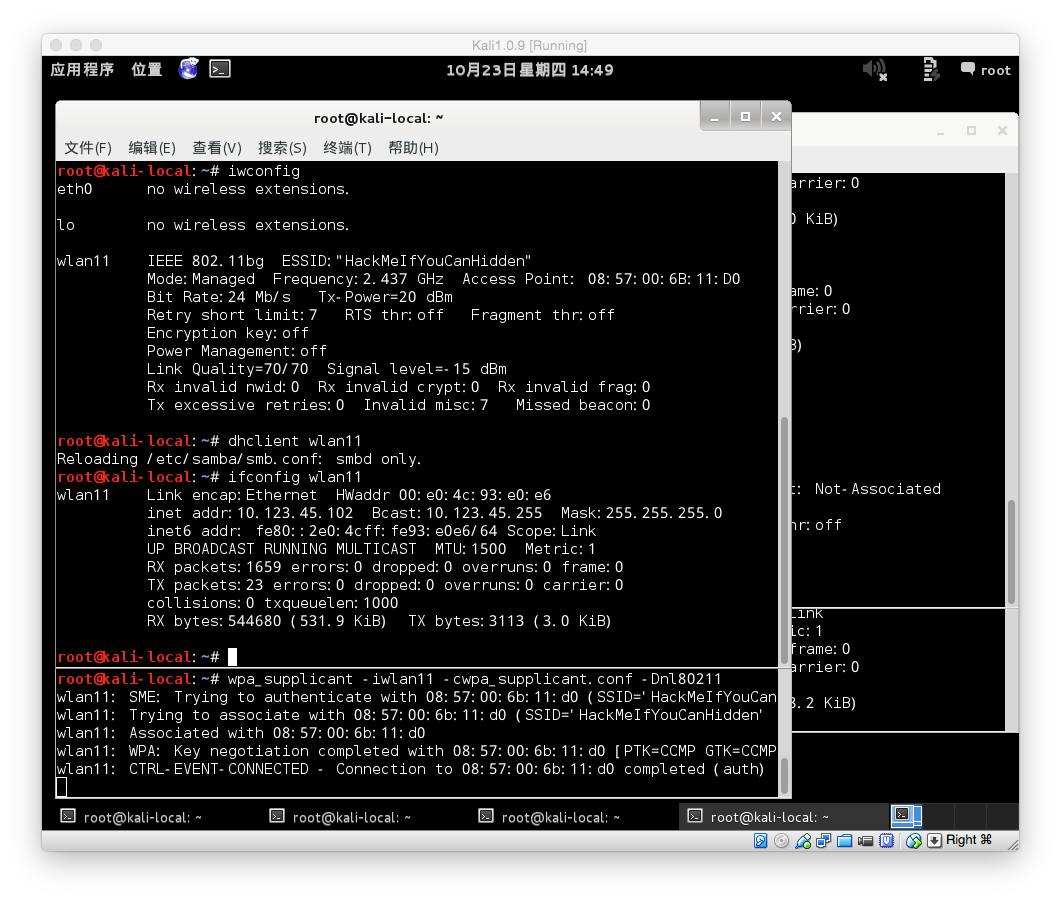 Kali1.0.9 [Running]
应用程序 位置 10月23日星期四 14:49 root
root@kali-local: ~
文件(F) 编辑(E) 查看(V) 搜索(S) 终端(T) 帮助(H)
root@kali-local:~# iwconfig
eth0 no wireless extensions.
lo no wireless extensions.
wlan11 IEEE 802.11bg ESSID:"HackMeIfYouCanHidden"
Mode:Managed Frequency:2.437 GHz Access Point: 08:57:00:6B:11:D0
Bit Rate:24 Mb/s Tx-Power=20 dBm
Retry short limit:7 RTS thr:off Fragment thr:off
Encryption key:off
Power Management:off
Link Quality=70/70 Signal level=-15 dBm
Rx invalid nwid:0 Rx invalid crypt:0 Rx invalid frag:0
Tx excessive retries:0 Invalid misc:7 Missed beacon:0
root@kali-local:~# dhclient wlan11
Reloading /etc/samba/smb.conf: smbd only.
root@kali-local:~# ifconfig wlan11
wlan11 Link encap:Ethernet HWaddr 00:e0:4c:93:e0:e6
inet addr:10.123.45.102 Bcast:10.123.45.255 Mask:255.255.255.0
inet6 addr: fe80::2e0:4cff:fe93:e0e6/64 Scope:Link
UP BROADCAST RUNNING MULTICAST MTU:1500 Metric:1
RX packets:1659 errors:0 dropped:0 overruns:0 frame:0
TX packets:23 errors:0 dropped:0 overruns:0 carrier:0
collisions:0 txqueuelen:1000
RX bytes:544680 (531.9 KiB) TX bytes:3113 (3.0 KiB)
root@kali-local:~#
root@kali-local:~# wpa_supplicant -iwlan11 -cwpa_supplicant.conf -Dnl80211
wlan11: SME: Trying to authenticate with 08:57:00:6b:11:d0 (SSID='HackMeIfYouCan
wlan11: Trying to associate with 08:57:00:6b:11:d0 (SSID='HackMeIfYouCanHidden'
wlan11: Associated with 08:57:00:6b:11:d0
wlan11: WPA: Key negotiation completed with 08:57:00:6b:11:d0 [PTK=CCMP GTK=CCMP
wlan11: CTRL-EVENT-CONNECTED - Connection to 08:57:00:6b:11:d0 completed (auth)
arrier:0
KiB)
ame:0
rrier:0
B)
t: Not-Associated
hr:off
Link
ic:1
frame:0
arrier:0
.2 KiB)
root@kali-local: ~ root@kali-local: ~ root@kali-local: ~ root@kali-local: ~
Right ⌘